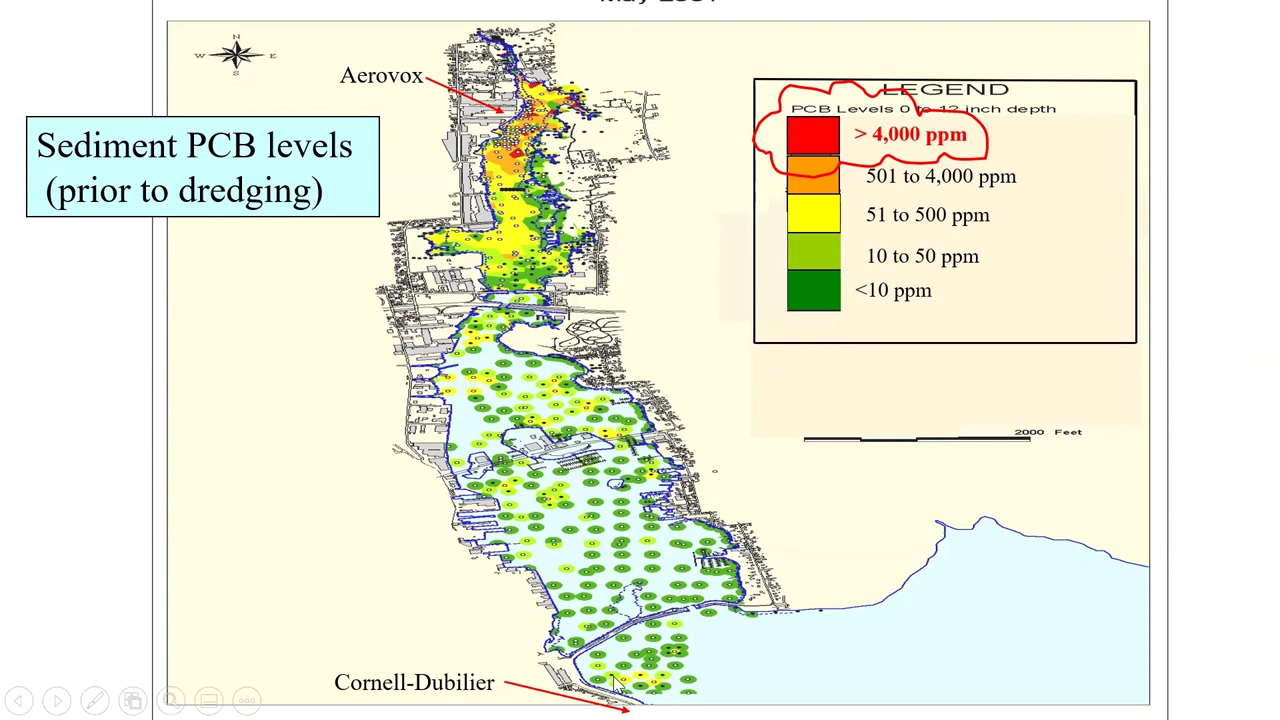 N
W E
S
Aerovox
Sediment PCB levels
(prior to dredging)
LEGEND
PCB Levels 0 to 12 inch depth
> 4,000 ppm
501 to 4,000 ppm
51 to 500 ppm
10 to 50 ppm
<10 ppm
2000 Feet
Cornell-Dubilier